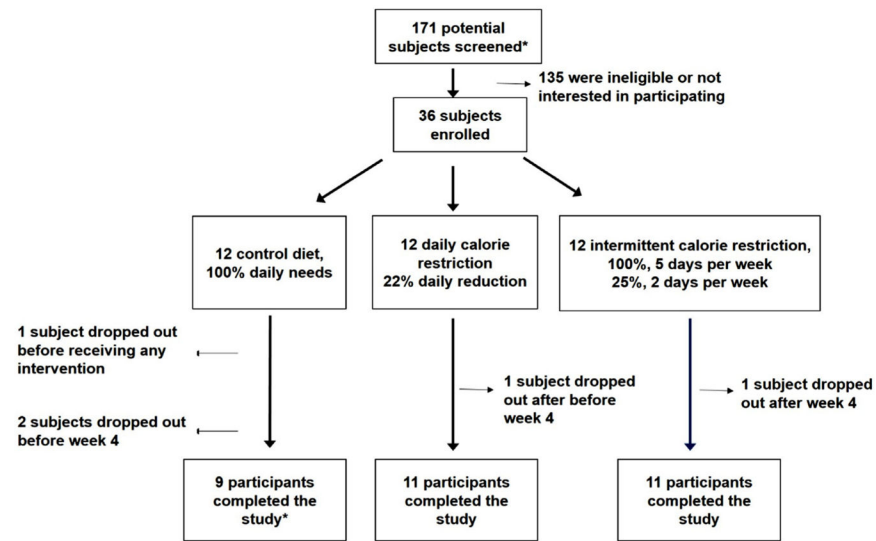 171 potential
subjects screened*
135 were ineligible or not
interested in participating
36 subjects
enrolled
12 control diet,
100% daily needs
12 daily calorie
restriction
22% daily reduction
12 intermittent calorie restriction,
100%, 5 days per week
25%, 2 days per week
1 subject dropped out
before receiving any
intervention
2 subjects dropped out
before week 4
1 subject dropped
out after before
week 4
1 subject dropped
out after week 4
9 participants
completed the
study*
11 participants
completed the
study
11 participants
completed the
study